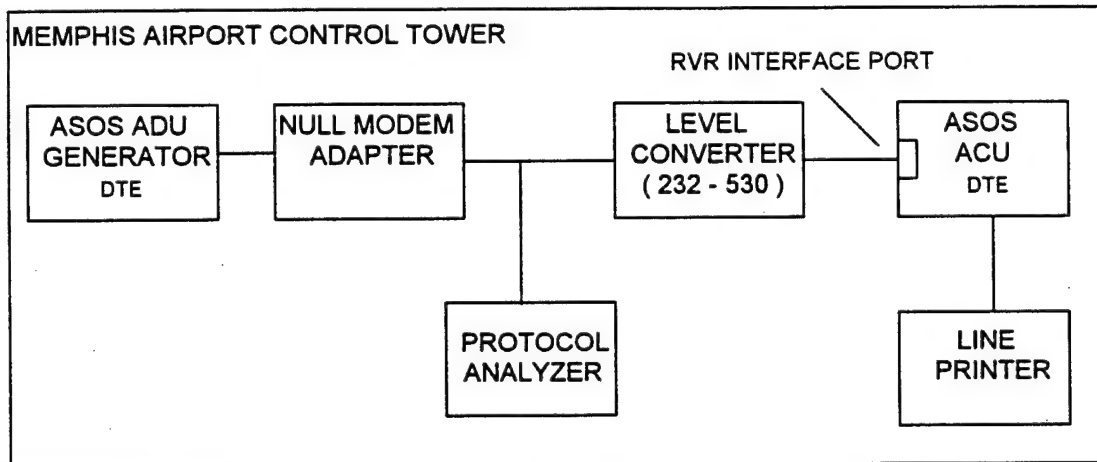 MEMPHIS AIRPORT CONTROL TOWER
RVR INTERFACE PORT
ASOS ADU
GENERATOR
DTE
NULL MODEM
ADAPTER
LEVEL
CONVERTER
( 232 - 530 )
ASOS
ACU
DTE
PROTOCOL
ANALYZER
LINE
PRINTER